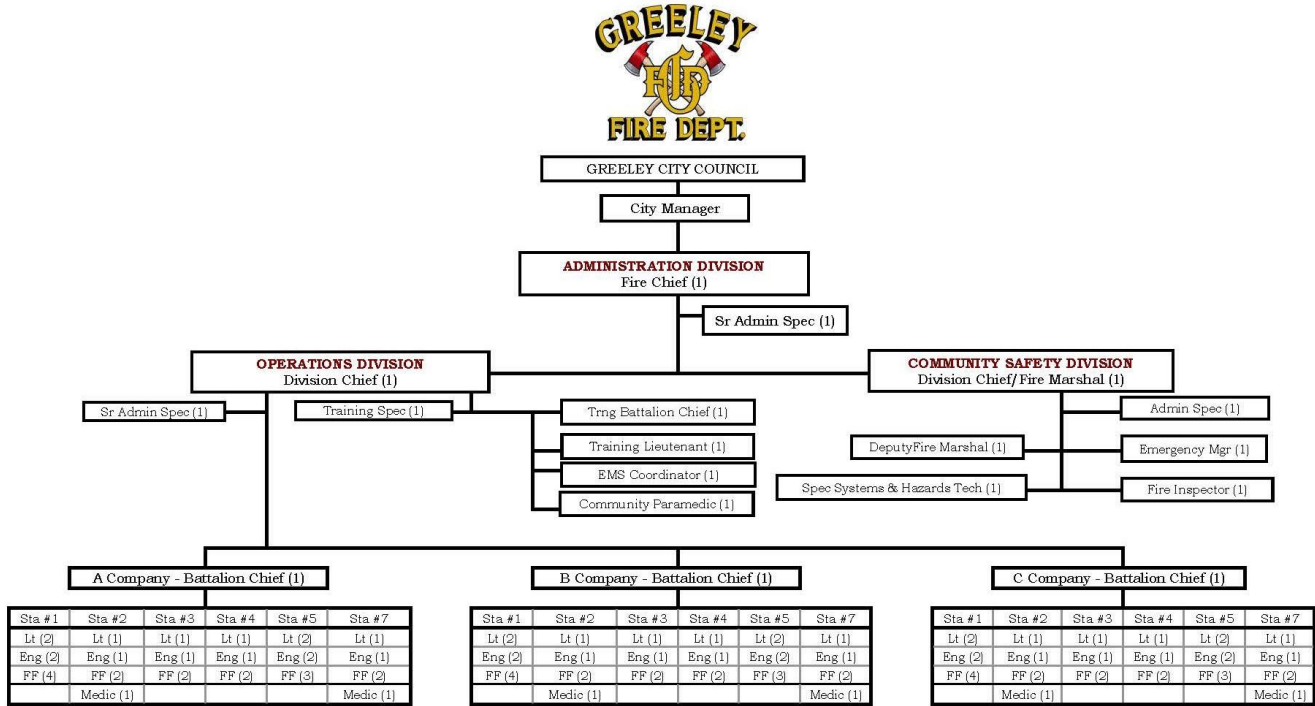 GREELEY
GFD
FIRE DEPT.
GREELEY CITY COUNCIL
City Manager
ADMINISTRATION DIVISION
Fire Chief (1)
Sr Admin Spec (1)
OPERATIONS DIVISION
Division Chief (1)
COMMUNITY SAFETY DIVISION
Division Chief/Fire Marshal (1)
Sr Admin Spec (1)
Training Spec (1)
Trng Battalion Chief (1)
Training Lieutenant (1)
EMS Coordinator (1)
Community Paramedic (1)
Admin Spec (1)
DeputyFire Marshal (1)
Emergency Mgr (1)
Spec Systems & Hazards Tech (1)
Fire Inspector (1)
A Company - Battalion Chief (1)
Sta #1 Sta #2 Sta #3 Sta #4 Sta #5 Sta #7
Lt (2) Lt (1) Lt (1) Lt (1) Lt (2) Lt (1)
Eng (2) Eng (1) Eng (1) Eng (1) Eng (2) Eng (1)
FF (4) FF (2) FF (2) FF (2) FF (3) FF (2)
Medic (1) Medic (1)
B Company - Battalion Chief (1)
Sta #1 Sta #2 Sta #3 Sta #4 Sta #5 Sta #7
Lt (2) Lt (1) Lt (1) Lt (1) Lt (2) Lt (1)
Eng (2) Eng (1) Eng (1) Eng (1) Eng (2) Eng (1)
FF (4) FF (2) FF (2) FF (2) FF (3) FF (2)
Medic (1) Medic (1)
C Company - Battalion Chief (1)
Sta #1 Sta #2 Sta #3 Sta #4 Sta #5 Sta #7
Lt (2) Lt (1) Lt (1) Lt (1) Lt (2) Lt (1)
Eng (2) Eng (1) Eng (1) Eng (1) Eng (2) Eng (1)
FF (4) FF (2) FF (2) FF (2) FF (3) FF (2)
Medic (1) Medic (1)